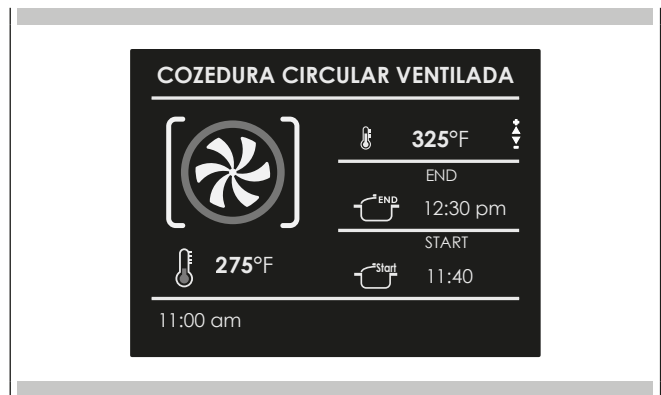 COZEDURA CIRCULAR VENTILADA
325°F
END
END
12:30 pm
START
Start
11:40
275°F
11:00 am